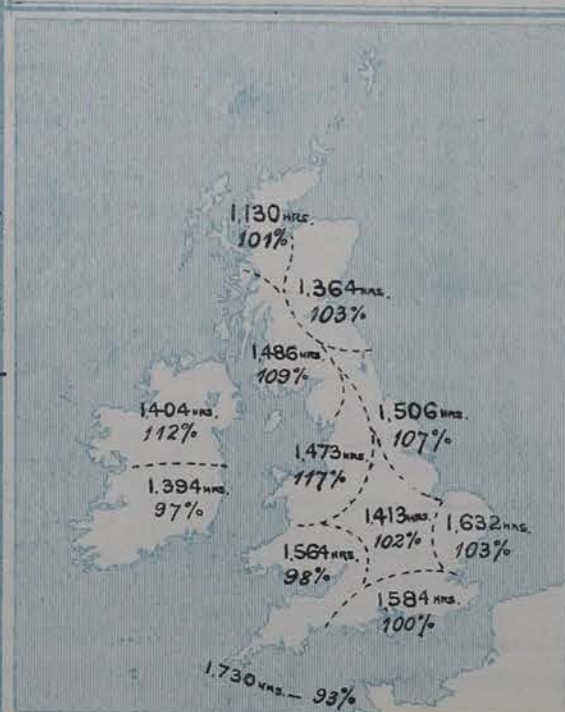 1,130 HRS.
101%
1,364 HRS.
103%
1,486 HRS.
109%
1,404 HRS.
112%
1,506 HRS.
107%
1,473 HRS.
117%
1,394 HRS.
97%
1,413 HRS.
102%
1,632 HRS.
103%
1,564 HRS.
98%
1,584 HRS.
100%
1,730 HRS. — 93%